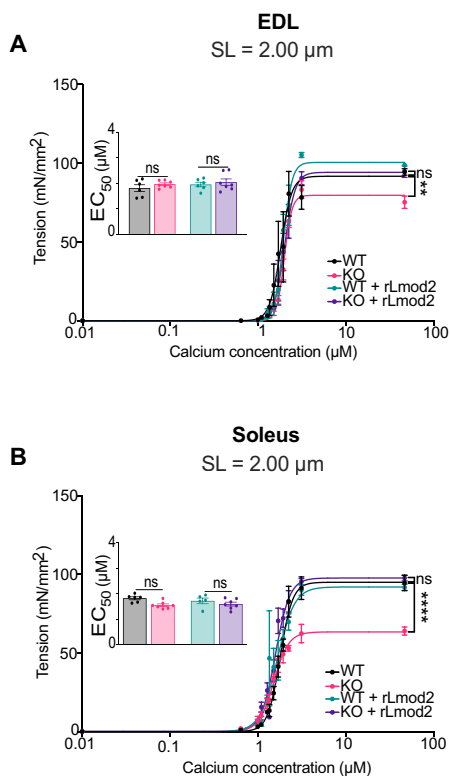 EDL
A
SL = 2.00 µm
Tension (mN/mm²)
150
100
50
0
EC50 (µM)
4
2
0
ns
ns
ns
**
WT
KO
WT + rLmod2
KO + rLmod2
0.01
0.1
1
10
100
Calcium concentration (µM)
Soleus
B
SL = 2.00 µm
Tension (mN/mm²)
150
100
50
0
EC50 (µM)
4
2
0
ns
ns
ns
****
WT
KO
WT + rLmod2
KO + rLmod2
0.01
0.1
1
10
100
Calcium concentration (µM)